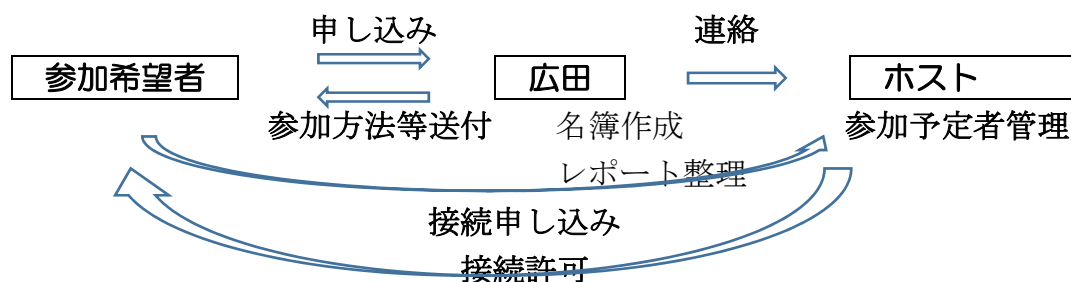 申し込み
連絡
参加希望者
広田
ホスト
参加方法等送付
名簿作成
参加予定者管理
レポート整理
接続申し込み
接続許可